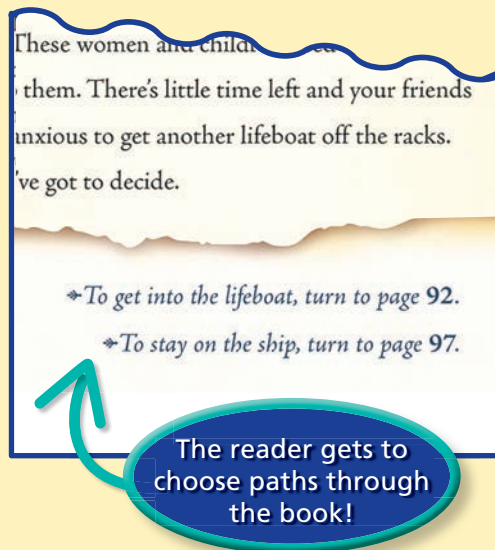 These women and child
them. There's little time left and your friends
anxious to get another lifeboat off the racks.
've got to decide.
To get into the lifeboat, turn to page 92.
To stay on the ship, turn to page 97.
The reader gets to
choose paths through
the book!